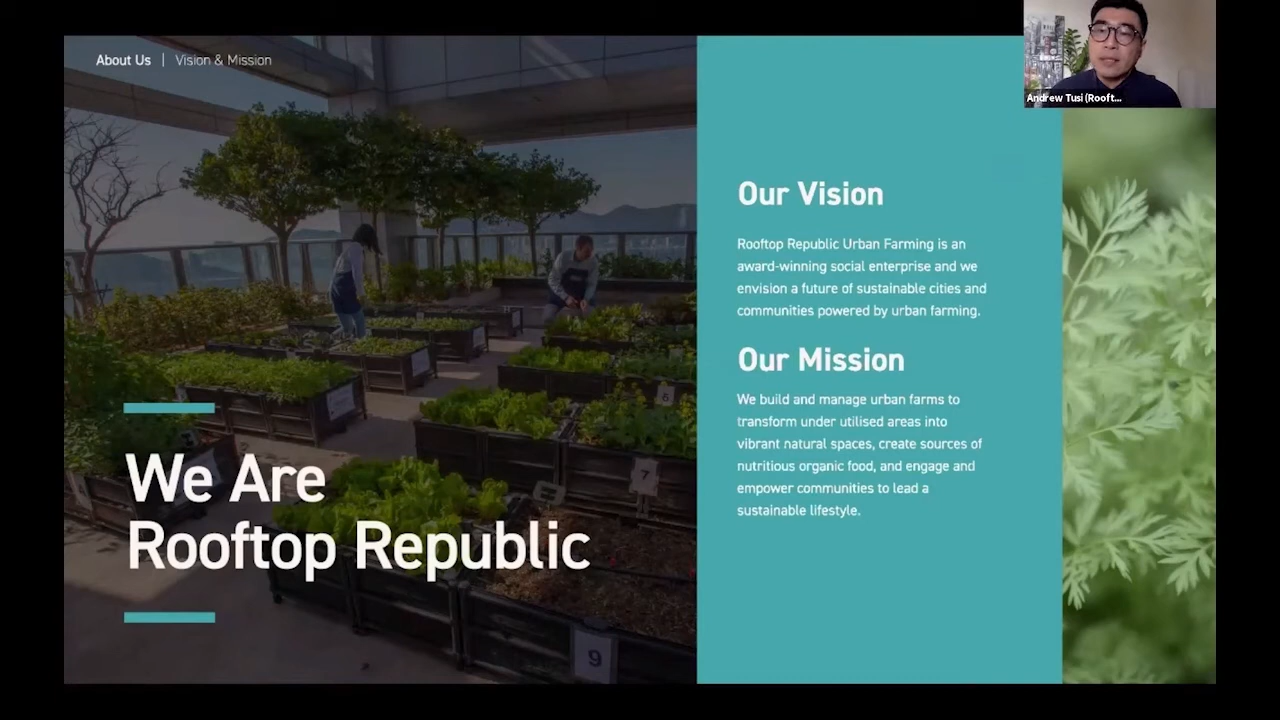 About Us | Vision & Mission
Andrew Tusi (Rooft...
Our Vision
Rooftop Republic Urban Farming is an
award-winning social enterprise and we
envision a future of sustainable cities and
communities powered by urban farming.
Our Mission
We build and manage urban farms to
transform under utilised areas into
vibrant natural spaces, create sources of
nutritious organic food, and engage and
empower communities to lead a
sustainable lifestyle.
We Are
Rooftop Republic
6
7
9